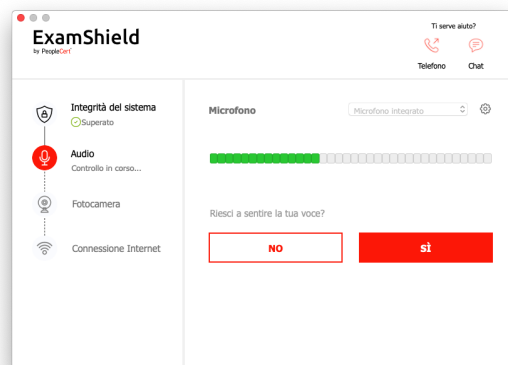 ExamShield
by PeopleCert
Ti serve aiuto?
Telefono
Chat
Integrità del sistema
Superato
Audio
Controllo in corso...
Fotocamera
Connessione Internet
Microfono
Microfono integrato
Riesci a sentire la tua voce?
NO
SÌ